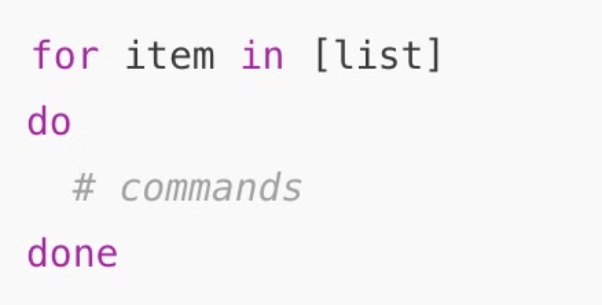 for item in [list]
do
  # commands
done